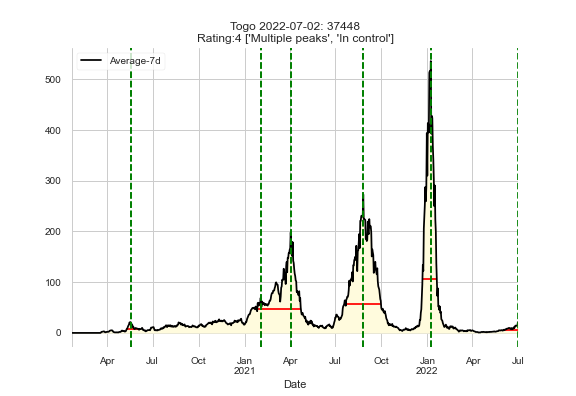 Togo 2022-07-02: 37448
Rating:4 ['Multiple peaks', 'In control']
Average-7d
500
400
300
200
100
0
Apr Jul Oct Jan Apr Jul Oct Jan Apr Jul
2021 2022
Date